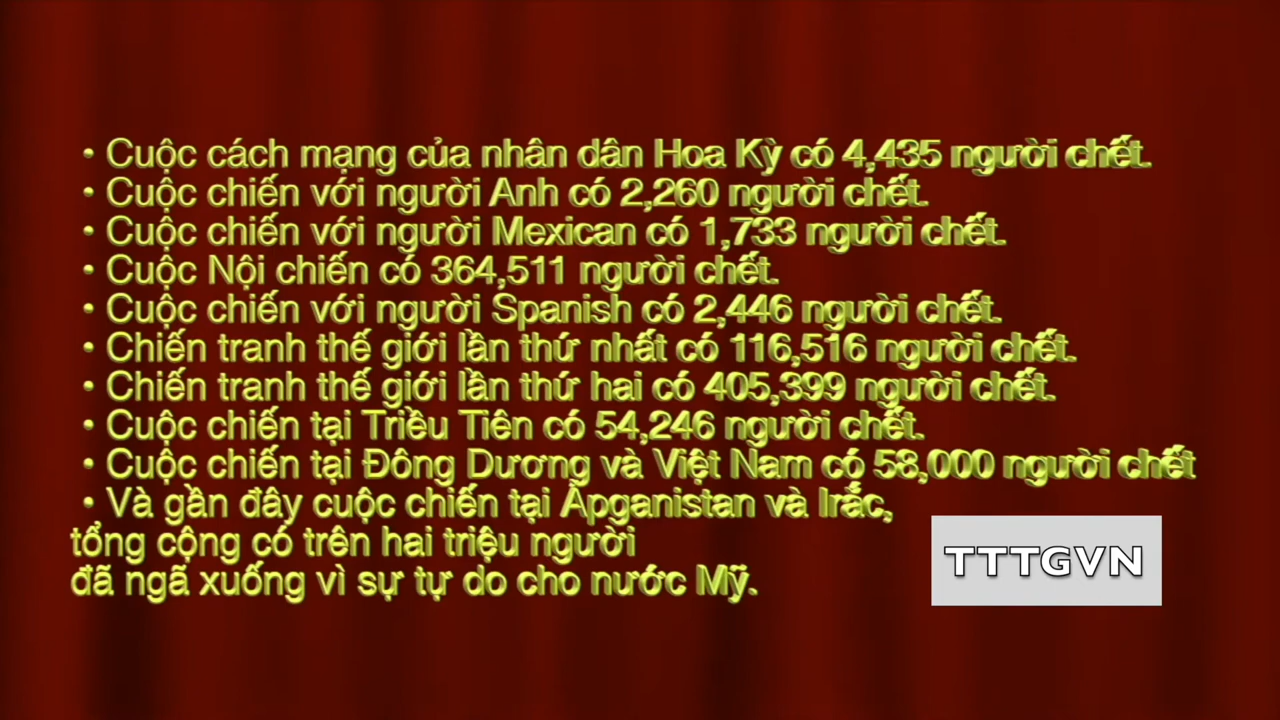 • Cuộc cách mạng của nhân dân Hoa Kỳ có 4,435 người chết.
• Cuộc chiến với người Anh có 2,260 người chết.
• Cuộc chiến với người Mexican có 1,733 người chết.
• Cuộc Nội chiến có 364,511 người chết.
• Cuộc chiến với người Spanish có 2,446 người chết.
• Chiến tranh thế giới lần thứ nhất có 116,516 người chết.
• Chiến tranh thế giới lần thứ hai có 405,399 người chết.
• Cuộc chiến tại Triều Tiên có 54,246 người chết.
• Cuộc chiến tại Đông Dương và Việt Nam có 58,000 người chết
• Và gần đây cuộc chiến tại Ápganistan và Irắc,
tổng cộng có trên hai triệu người
đã ngã xuống vì sự tự do cho nước Mỹ.
TTTGVN